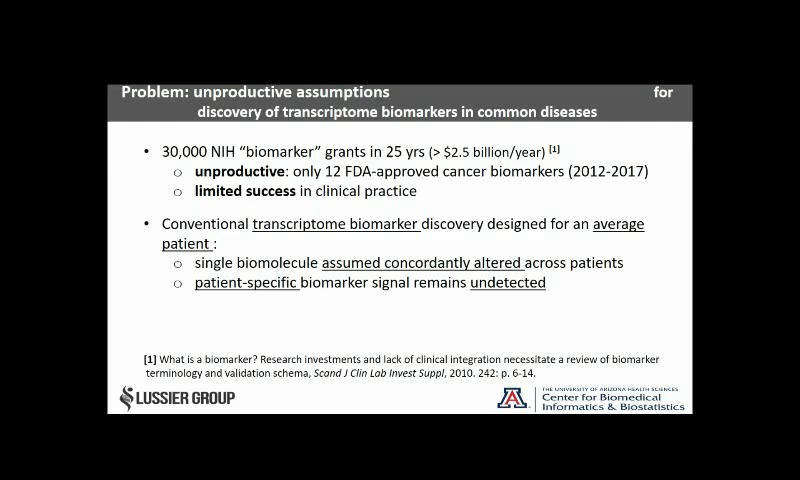 Problem: unproductive assumptions for
discovery of transcriptome biomarkers in common diseases
• 30,000 NIH “biomarker” grants in 25 yrs (> $2.5 billion/year) [1]
o unproductive: only 12 FDA-approved cancer biomarkers (2012-2017)
o limited success in clinical practice
• Conventional transcriptome biomarker discovery designed for an average
patient :
o single biomolecule assumed concordantly altered across patients
o patient-specific biomarker signal remains undetected
[1] What is a biomarker? Research investments and lack of clinical integration necessitate a review of biomarker
terminology and validation schema, Scand J Clin Lab Invest Suppl, 2010. 242: p. 6-14.
LUSSIER GROUP
THE UNIVERSITY OF ARIZONA HEALTH SCIENCES
Center for Biomedical
Informatics & Biostatistics